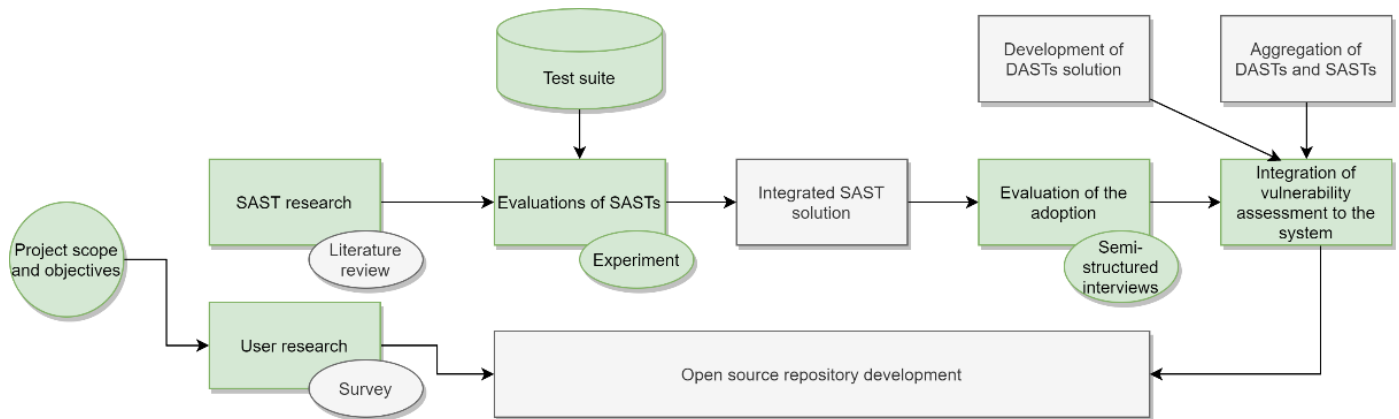 Test suite
Development of
DASTs solution
Aggregation of
DASTs and SASTs
SAST research
Literature
review
Evaluations of SASTs
Experiment
Integrated SAST
solution
Evaluation of the
adoption
Semi-
structured
interviews
Integration of
vulnerability
assessment to the
system
Project scope
and objectives
User research
Survey
Open source repository development